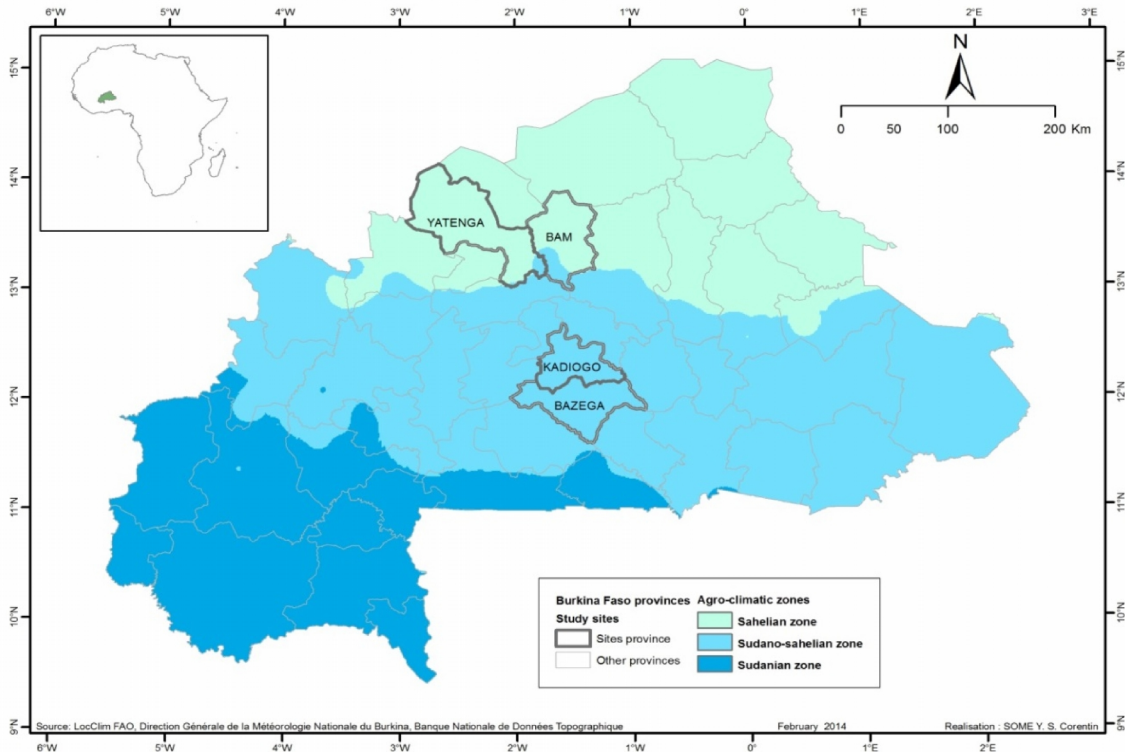 6°W 5°W 4°W 3°W 2°W 1°W 0° 1°E 2°E 3°E
15°N 15°N
N
0 50 100 200 Km
14°N 14°N
YATENGA
BAM
13°N 13°N
KADIOGO
12°N 12°N
BAZEGA
11°N 11°N
Burkina Faso provinces Agro-climatic zones
Study sites Sahelian zone
Sites province Sudano-sahelian zone
Other provinces Sudanian zone
10°N 10°N
9°N 9°N
Source: LocClim FAO, Direction Générale de la Météorologie Nationale du Burkina, Banque Nationale de Données Topographique February 2014 Realisation : SOME Y. S. Corentin
6°W 5°W 4°W 3°W 2°W 1°W 0° 1°E 2°E